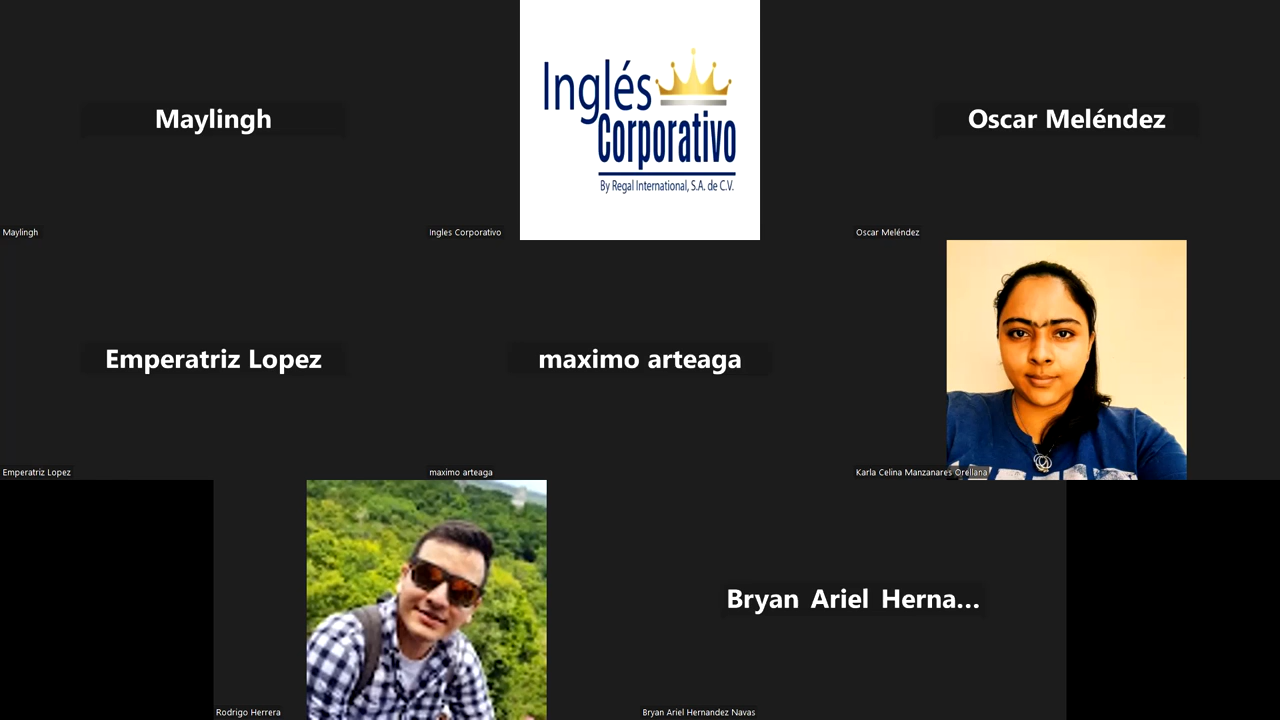 Maylingh
Inglés
Corporativo
By Regal International, S.A. de C.V.
Oscar Meléndez
Maylingh
Ingles Corporativo
Oscar Meléndez
Emperatriz Lopez
maximo arteaga
Emperatriz Lopez
maximo arteaga
Karla Celina Manzanares Orellana
Bryan Ariel Herna...
Rodrigo Herrera
Bryan Ariel Hernandez Navas